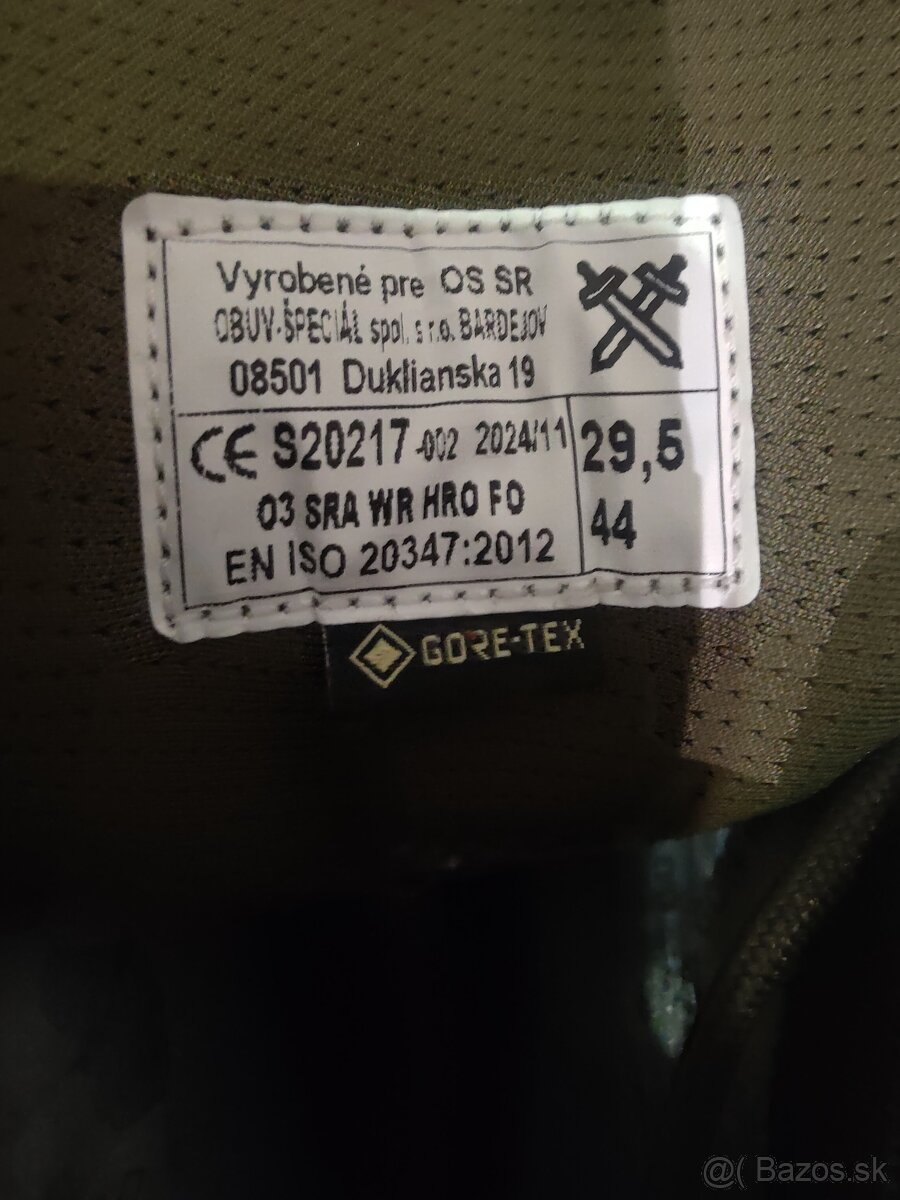 Vyrobené pre OS SR
OBUV-ŠPECIÁL spol. s r.o. BARDEJOV
08501 Duklianska 19
CE S20217-002 2024/11
O3 SRA WR HRO FO
EN ISO 20347:2012
29,5
44
GORE-TEX
@( Bazos.sk